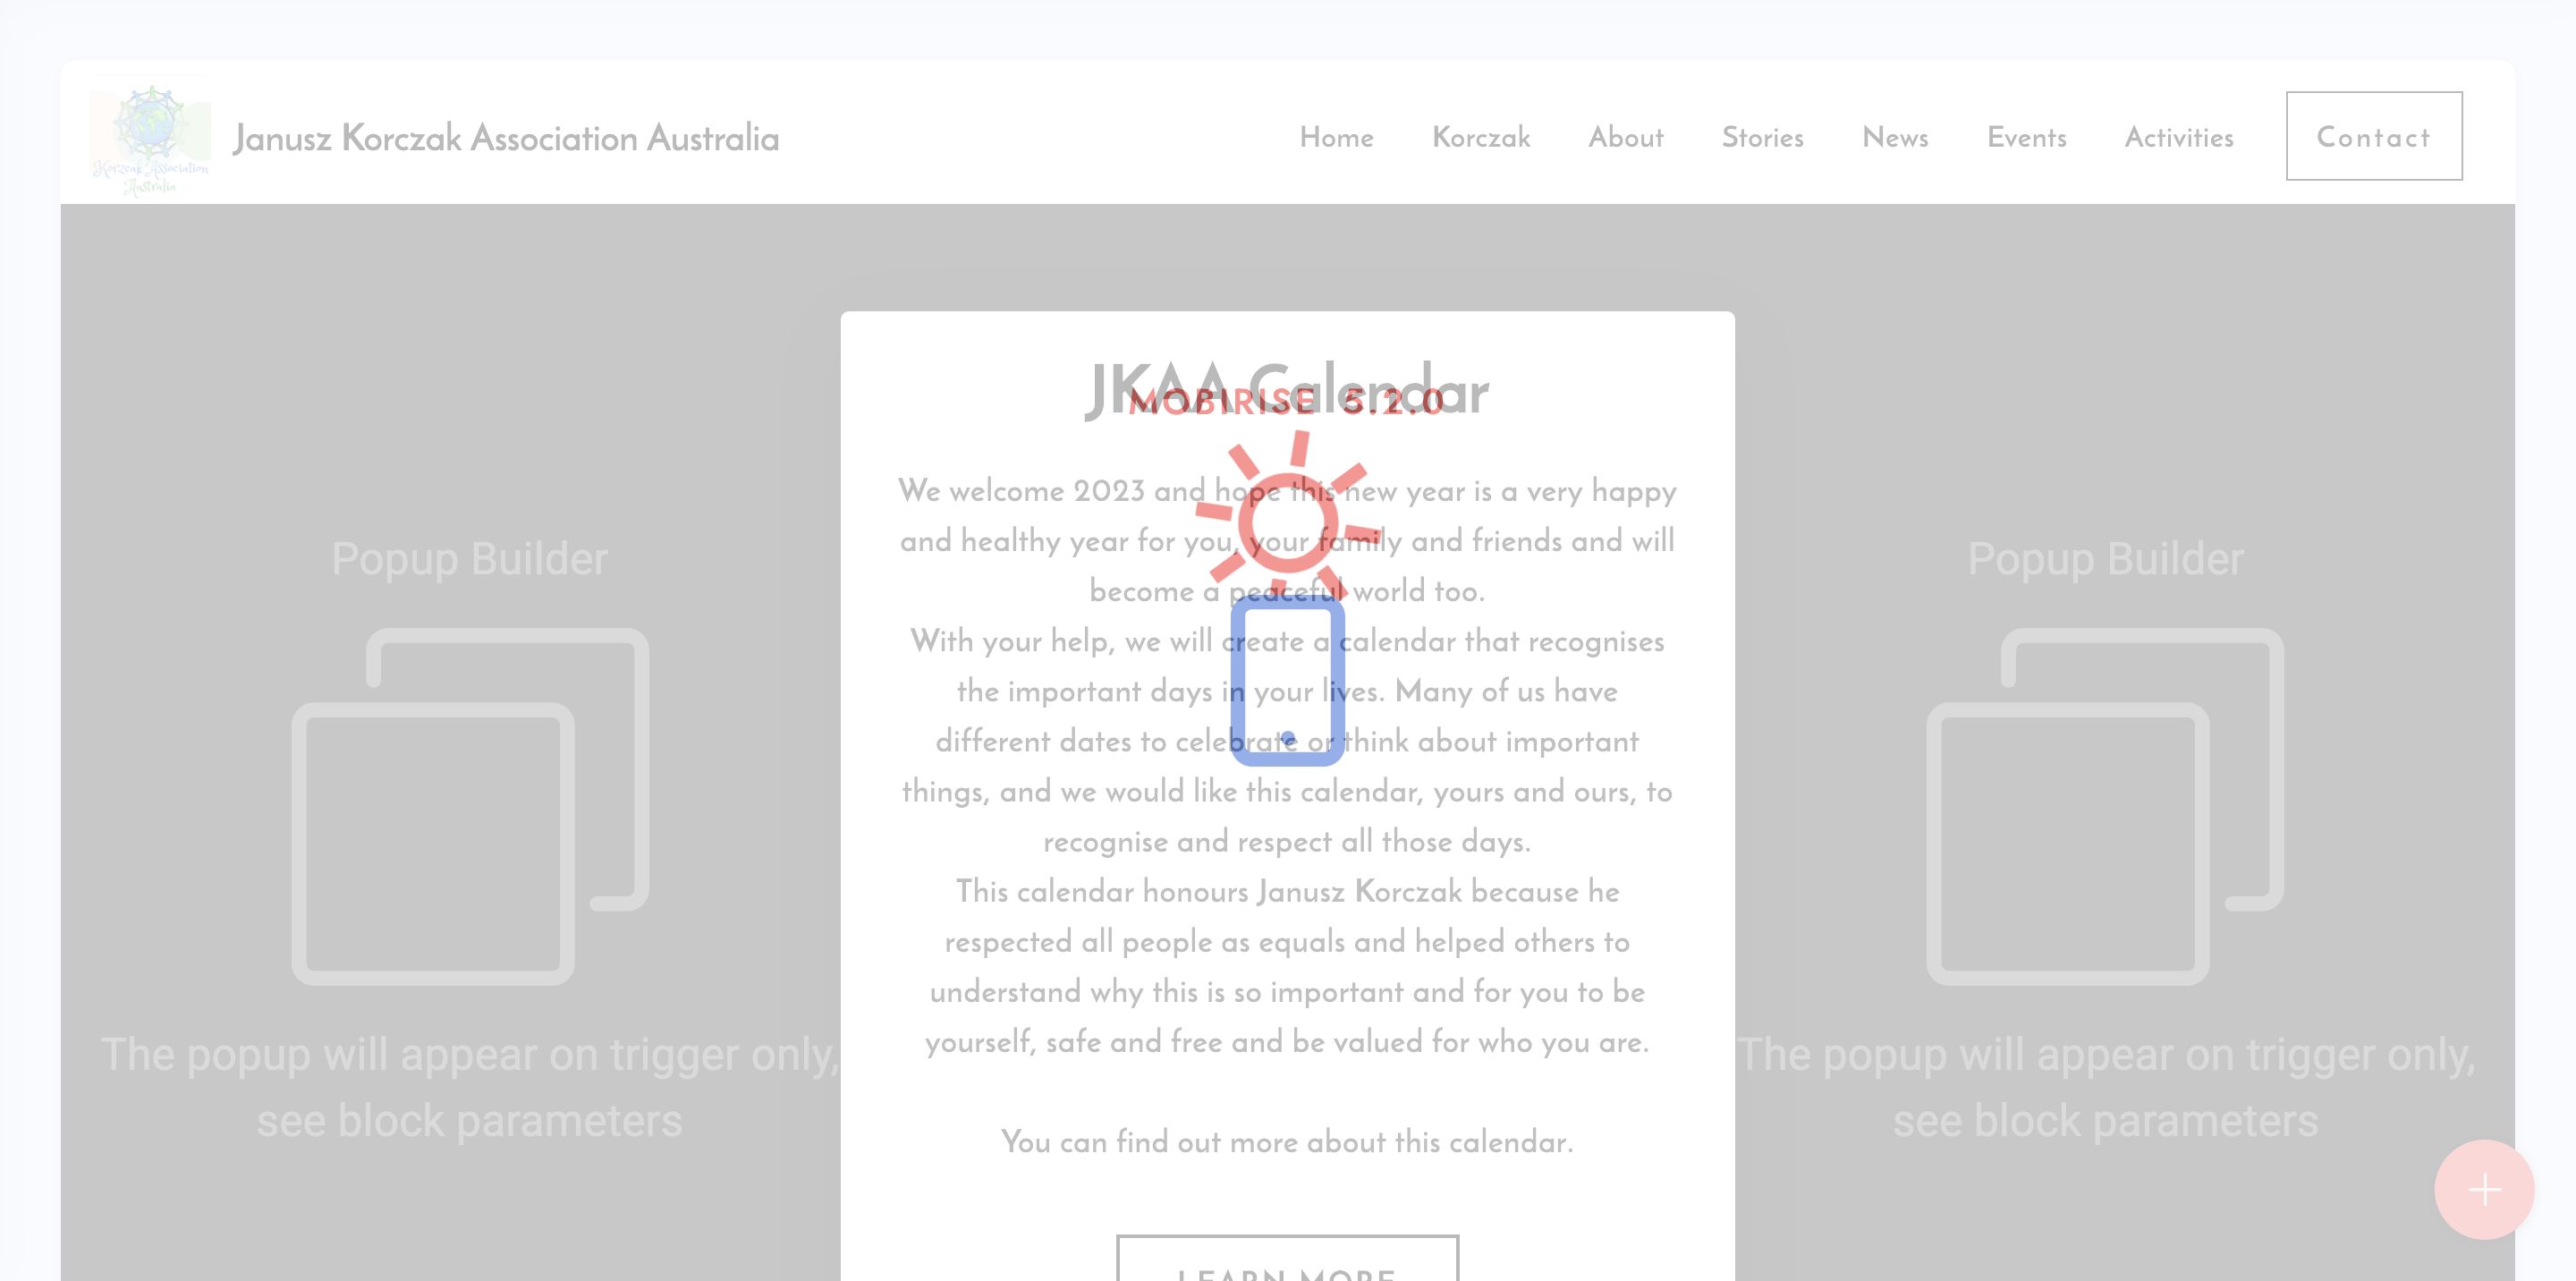 Korczak Association
Australia
Janusz Korczak Association Australia
Home Korczak About Stories News Events Activities Contact
JKAA Calendar
MOBIRISE 5.2.0
We welcome 2023 and hope this new year is a very happy
and healthy year for you, your family and friends and will
become a peaceful world too.
With your help, we will create a calendar that recognises
the important days in your lives. Many of us have
different dates to celebrate or think about important
things, and we would like this calendar, yours and ours, to
recognise and respect all those days.
This calendar honours Janusz Korczak because he
respected all people as equals and helped others to
understand why this is so important and for you to be
yourself, safe and free and be valued for who you are.
You can find out more about this calendar.
LEARN MORE
Popup Builder
The popup will appear on trigger only,
see block parameters
Popup Builder
The popup will appear on trigger only,
see block parameters